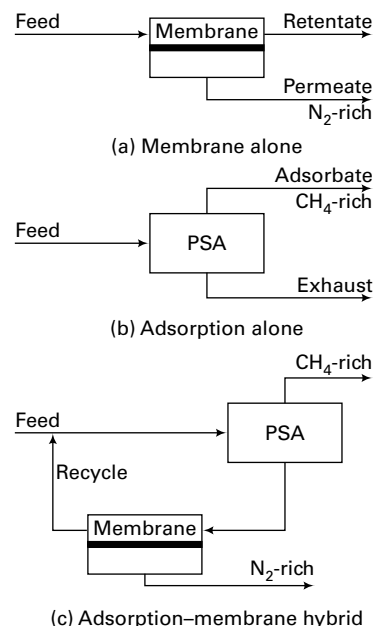 Feed
Membrane
Retentate
Permeate
N₂-rich
(a) Membrane alone
Adsorbate
CH₄-rich
Feed
PSA
Exhaust
(b) Adsorption alone
CH₄-rich
Feed
PSA
Recycle
Membrane
N₂-rich
(c) Adsorption–membrane hybrid